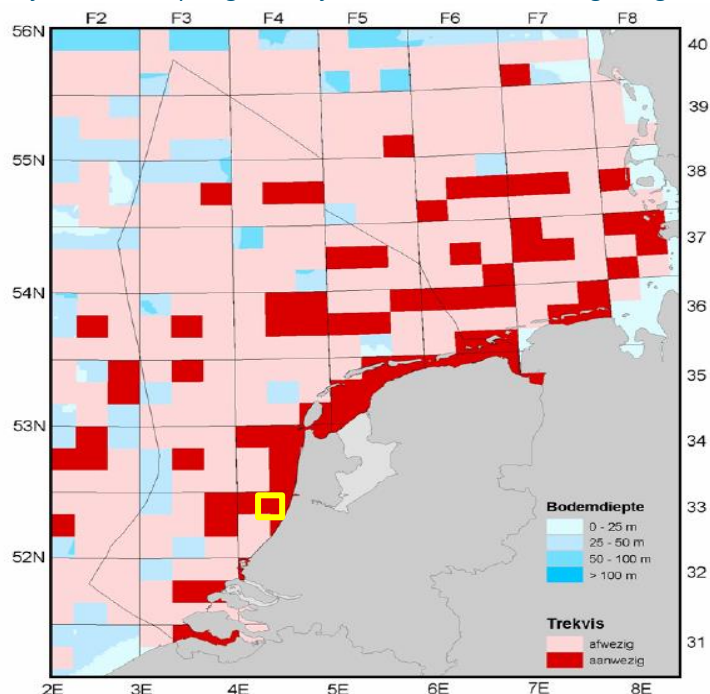 F2 F3 F4 F5 F6 F7 F8
56N
40
39
55N
38
37
54N
36
35
53N
34
33
52N
32
31
Bodemdiepte
0 - 25 m
25 - 50 m
50 - 100 m
> 100 m
Trekvis
afwezig
aanwezig
2E 3E 4E 5E 6E 7E 8E